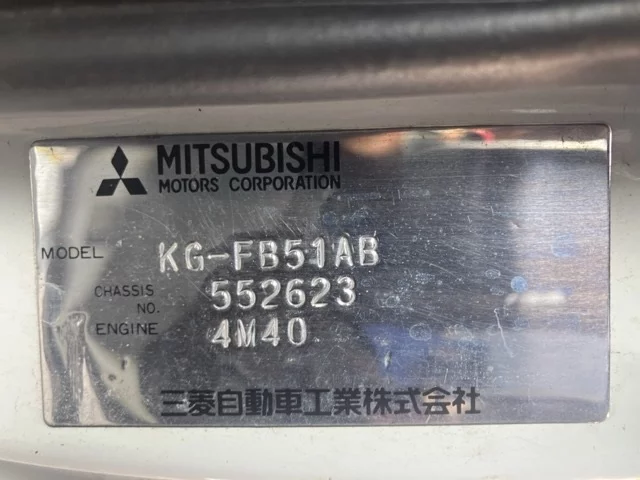 MITSUBISHI
MOTORS CORPORATION
MODEL KG-FB51AB
CHASSIS NO. 552623
ENGINE 4M40
三菱自動車工業株式会社